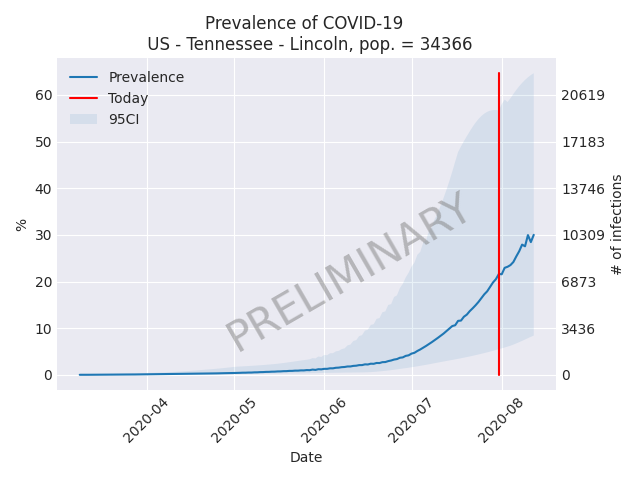 Prevalence of COVID-19
US - Tennessee - Lincoln, pop. = 34366
Prevalence
Today
95CI
PRELIMINARY
%
60
50
40
30
20
10
0
20619
17183
13746
10309
6873
3436
0
# of infections
2020-04
2020-05
2020-06
2020-07
2020-08
Date